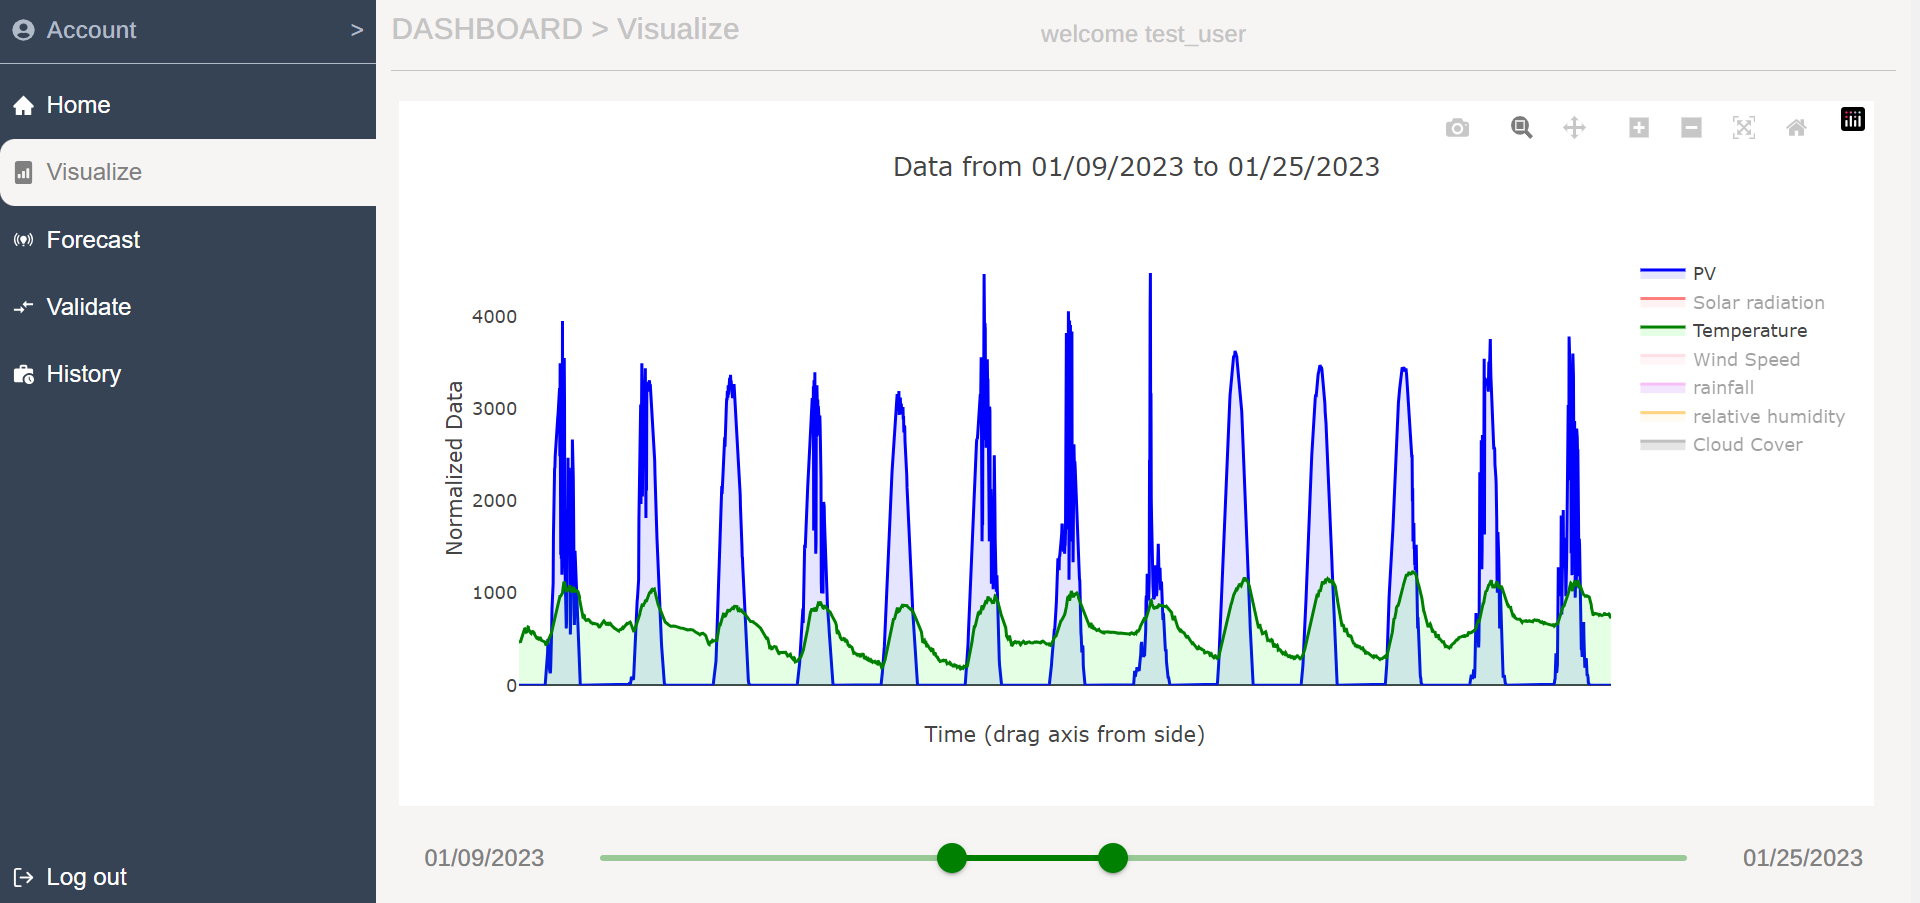 Account >
Home
Visualize
Forecast
Validate
History
Log out
DASHBOARD > Visualize
welcome test_user
Data from 01/09/2023 to 01/25/2023
Normalized Data
4000
3000
2000
1000
0
Time (drag axis from side)
PV
Solar radiation
Temperature
Wind Speed
rainfall
relative humidity
Cloud Cover
01/09/2023
01/25/2023